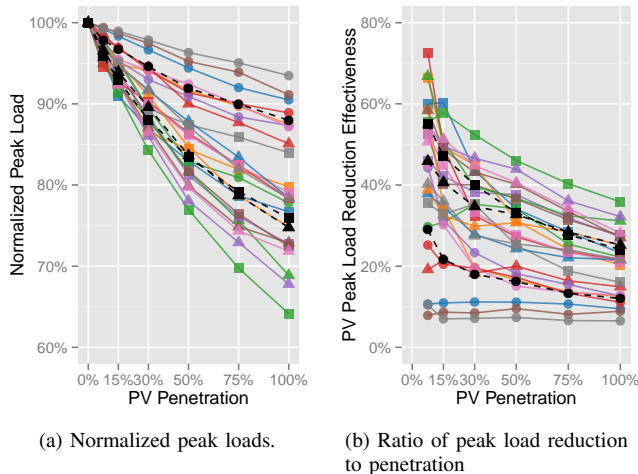 100%
90%
80%
70%
60%
Normalized Peak Load
0% 15% 30% 50% 75% 100%
PV Penetration
(a) Normalized peak loads.
80%
60%
40%
20%
0%
PV Peak Load Reduction Effectiveness
0% 15% 30% 50% 75% 100%
PV Penetration
(b) Ratio of peak load reduction
to penetration